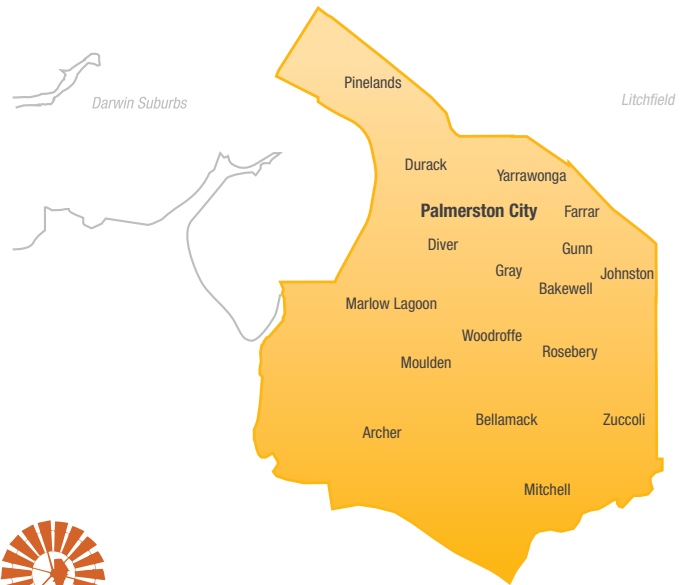 Pinelands
Darwin Suburbs
Litchfield
Durack
Yarrawonga
Palmerston City
Farrar
Diver
Gunn
Gray
Johnston
Bakewell
Marlow Lagoon
Woodroffe
Rosebery
Moulden
Bellamack
Zuccoli
Archer
Mitchell